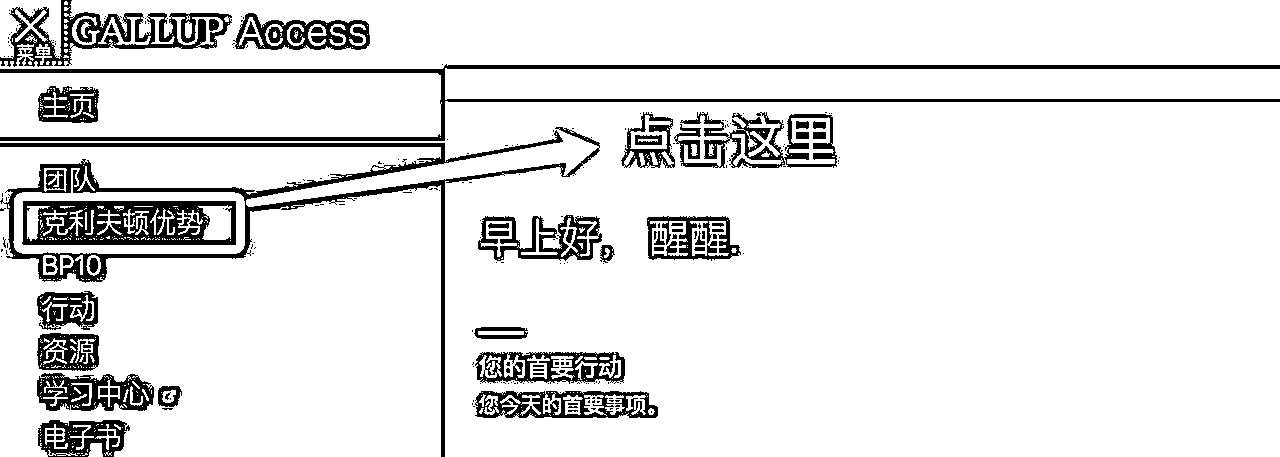 GALLUP Access
菜单
主页
点击这里
团队
克利夫顿优势
早上好， 醒醒.
BP10
行动
资源
您的首要行动
学习中心
您今天的首要事项。
电子书